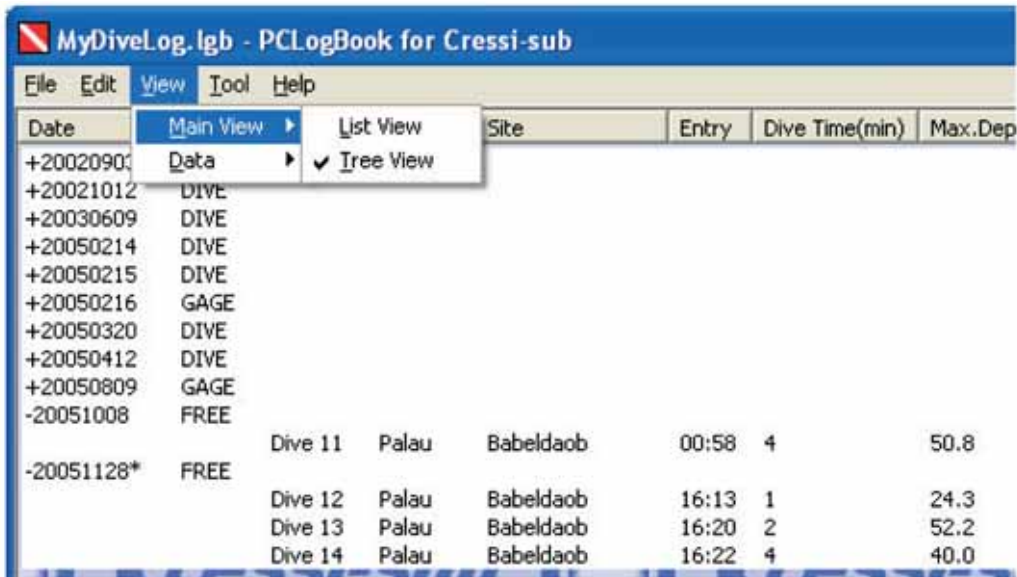 MyDiveLog.lgb - PCLogBook for Cressi-sub
File Edit View Tool Help
Date Site Entry Dive Time(min) Max.Dep
Main View List View
Data Tree View
+20020903
+20021012 DIVE
+20030609 DIVE
+20050214 DIVE
+20050215 DIVE
+20050216 GAGE
+20050320 DIVE
+20050412 DIVE
+20050809 GAGE
-20051008 FREE
Dive 11 Palau Babeldaob 00:58 4 50.8
-20051128* FREE
Dive 12 Palau Babeldaob 16:13 1 24.3
Dive 13 Palau Babeldaob 16:20 2 52.2
Dive 14 Palau Babeldaob 16:22 4 40.0